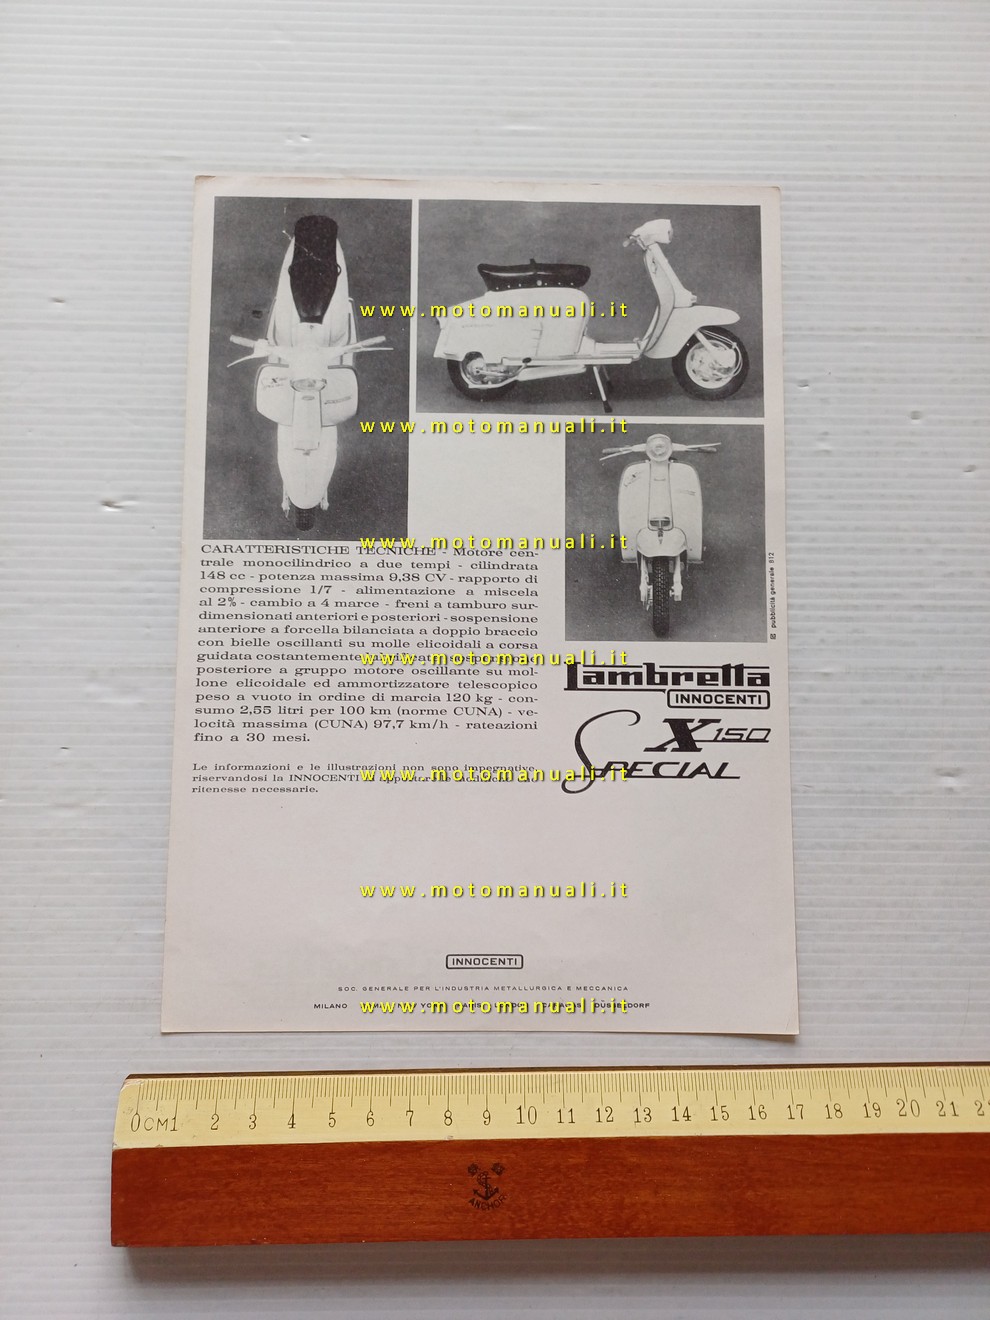 www.motomanuali.it
www.motomanuali.it
www.motomanuali.it
CARATTERISTICHE TECNICHE - Motore cen-
trale monocilindrico a due tempi - cilindrata
148 cc - potenza massima 9,38 CV - rapporto di
compressione 1/7 - alimentazione a miscela
al 2% - cambio a 4 marce - freni a tamburo sur-
dimensionati anteriori e posteriori - sospensione
anteriore a forcella bilanciata a doppio braccio
con bielle oscillanti su molle elicoidali a corsa
guidata costantemente
posteriore a gruppo motore oscillante su mol-
lone elicoidale ed ammortizzatore telescopico
peso a vuoto in ordine di marcia 120 kg - con-
sumo 2,55 litri per 100 km (norme CUNA) - ve-
locità massima (CUNA) 97,7 km/h - rateazioni
fino a 30 mesi.
Le informazioni e le illustrazioni non sono impegnative,
riservandosi la INNOCENTI
ritenesse necessarie.
pubblicità generale 812
www.motomanuali.it
Lambretta
INNOCENTI
X150
SPECIAL
www.motomanuali.it
www.motomanuali.it
INNOCENTI
SOC. GENERALE PER L'INDUSTRIA METALLURGICA E MECCANICA
MILANO DÜSSELDORF
www.motomanuali.it
0CM1 2 3 4 5 6 7 8 9 10 11 12 13 14 15 16 17 18 19 20 21
ANCHOR